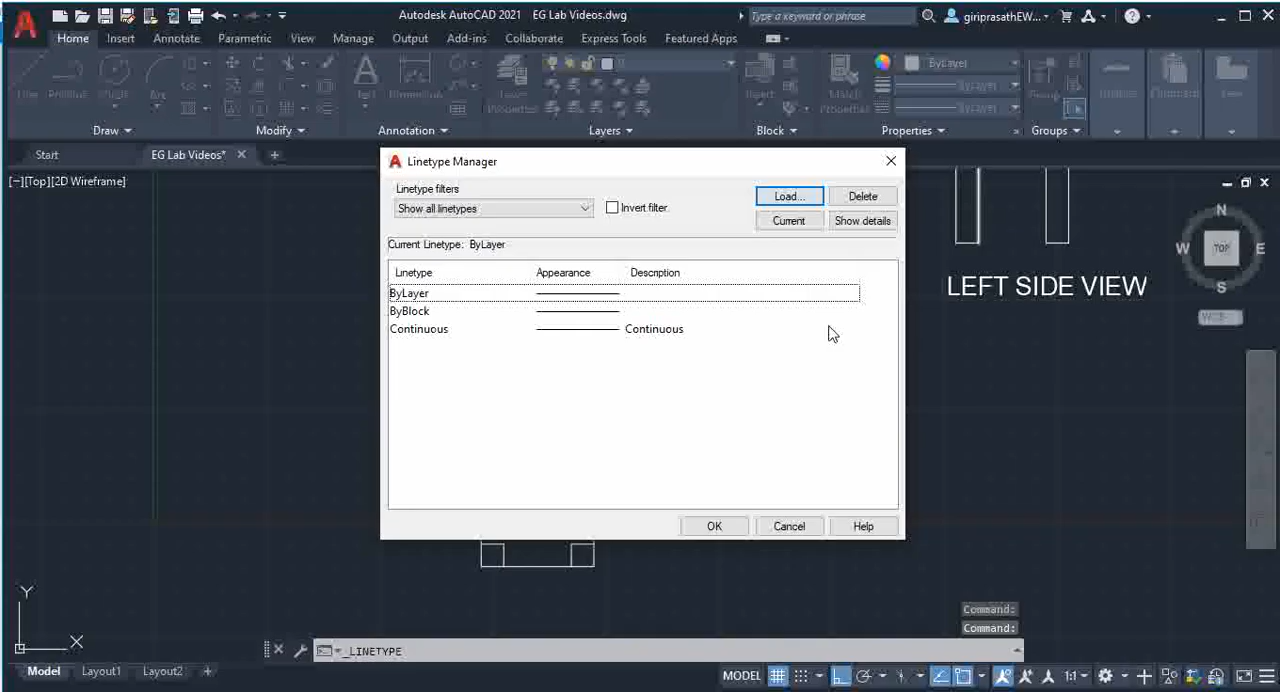 Autodesk AutoCAD 2021 EG Lab Videos.dwg
Type a keyword or phrase
giriprasathEW...
Home Insert Annotate Parametric View Manage Output Add-ins Collaborate Express Tools Featured Apps
ByLayer
Draw Modify Annotation Layers Block Properties Groups
Start EG Lab Videos*
[−][Top][2D Wireframe]
Linetype Manager
Linetype filters
Show all linetypes
Invert filter
Load... Delete
Current Show details
Current Linetype: ByLayer
Linetype Appearance Description
ByLayer
ByBlock
Continuous Continuous
OK Cancel Help
N
W TOP E
S
LEFT SIDE VIEW
Y
X
Command:
Command:
_LINETYPE
Model Layout1 Layout2 +
MODEL 1:1